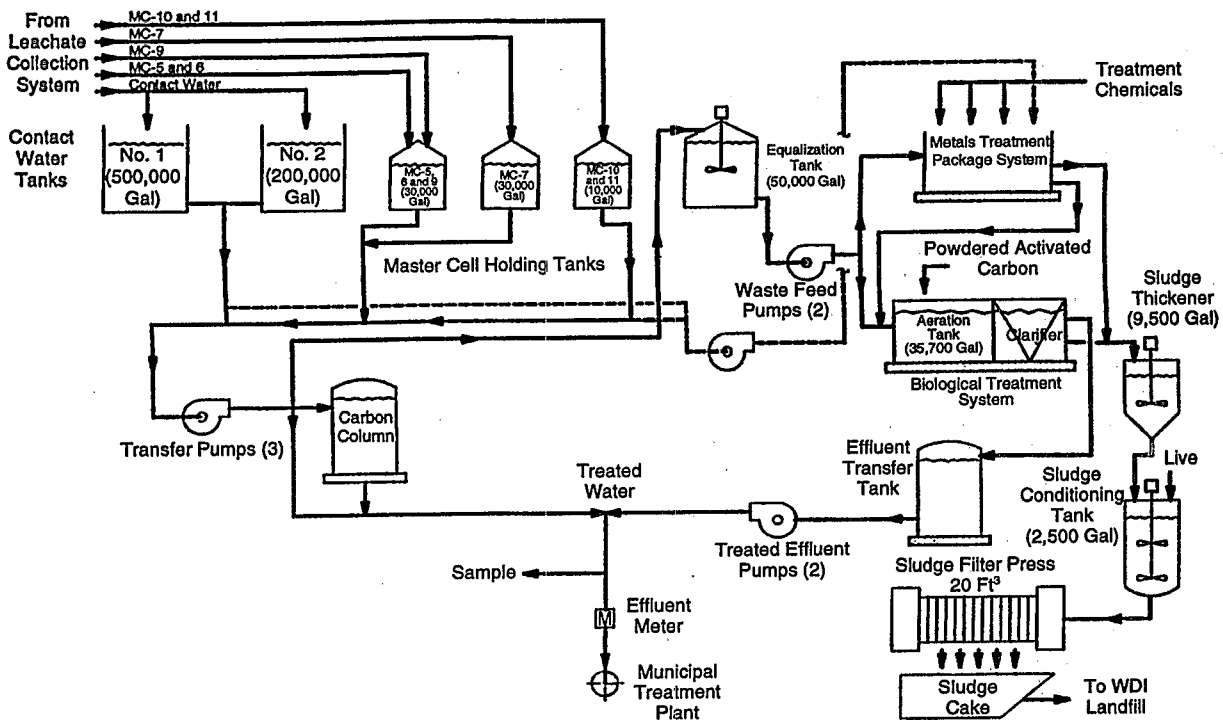 From
Leachate
Collection
System
MC-10 and 11
MC-7
MC-9
MC-5 and 6
Contact Water
Contact
Water
Tanks
No. 1
(500,000
Gal)
No. 2
(200,000
Gal)
MC-5,
6 and 9
(30,000
Gal)
MC-7
(30,000
Gal)
MC-10
and 11
(10,000
Gal)
Master Cell Holding Tanks
Equalization
Tank
(50,000 Gal)
Treatment
Chemicals
Metals Treatment
Package System
Waste Feed
Pumps (2)
Powdered Activated
Carbon
Aeration
Tank
(35,700 Gal)
Clarifier
Biological Treatment
System
Sludge
Thickener
(9,500 Gal)
Transfer Pumps (3)
Carbon
Column
Treated
Water
Effluent
Transfer
Tank
Treated Effluent
Pumps (2)
Live
Sludge
Conditioning
Tank
(2,500 Gal)
Sample
M
Effluent
Meter
Municipal
Treatment
Plant
Sludge Filter Press
20 Ft³
Sludge
Cake
To WDI
Landfill